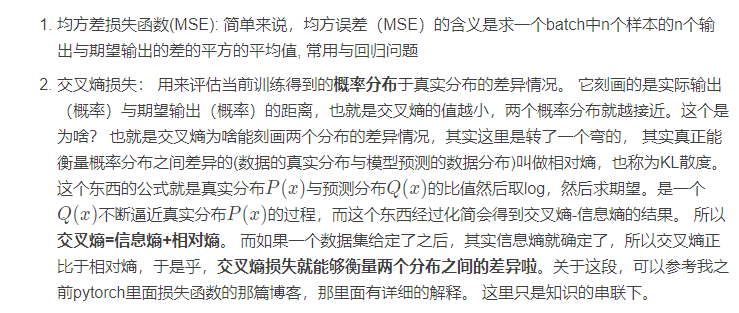 1. 均方差损失函数(MSE): 简单来说，均方误差（MSE）的含义是求一个batch中n个样本的n个输
出与期望输出的差的平方的平均值, 常用与回归问题
2. 交叉熵损失： 用来评估当前训练得到的概率分布于真实分布的差异情况。 它刻画的是实际输出
（概率）与期望输出（概率）的距离，也就是交叉熵的值越小，两个概率分布就越接近。这个是
为啥？ 也就是交叉熵为啥能刻画两个分布的差异情况，其实这里是转了一个弯的， 其实真正能
衡量概率分布之间差异的(数据的真实分布与模型预测的数据分布)叫做相对熵，也称为KL散度。
这个东西的公式就是真实分布P(x)与预测分布Q(x)的比值然后取log，然后求期望。是一个
Q(x)不断逼近真实分布P(x)的过程，而这个东西经过化简会得到交叉熵-信息熵的结果。 所以
交叉熵=信息熵+相对熵。 而如果一个数据集给定了之后，其实信息熵就确定了，所以交叉熵正
比于相对熵，于是乎，交叉熵损失就能够衡量两个分布之间的差异啦。关于这段，可以参考我之
前pytorch里面损失函数的那篇博客，那里面有详细的解释。 这里只是知识的串联下。